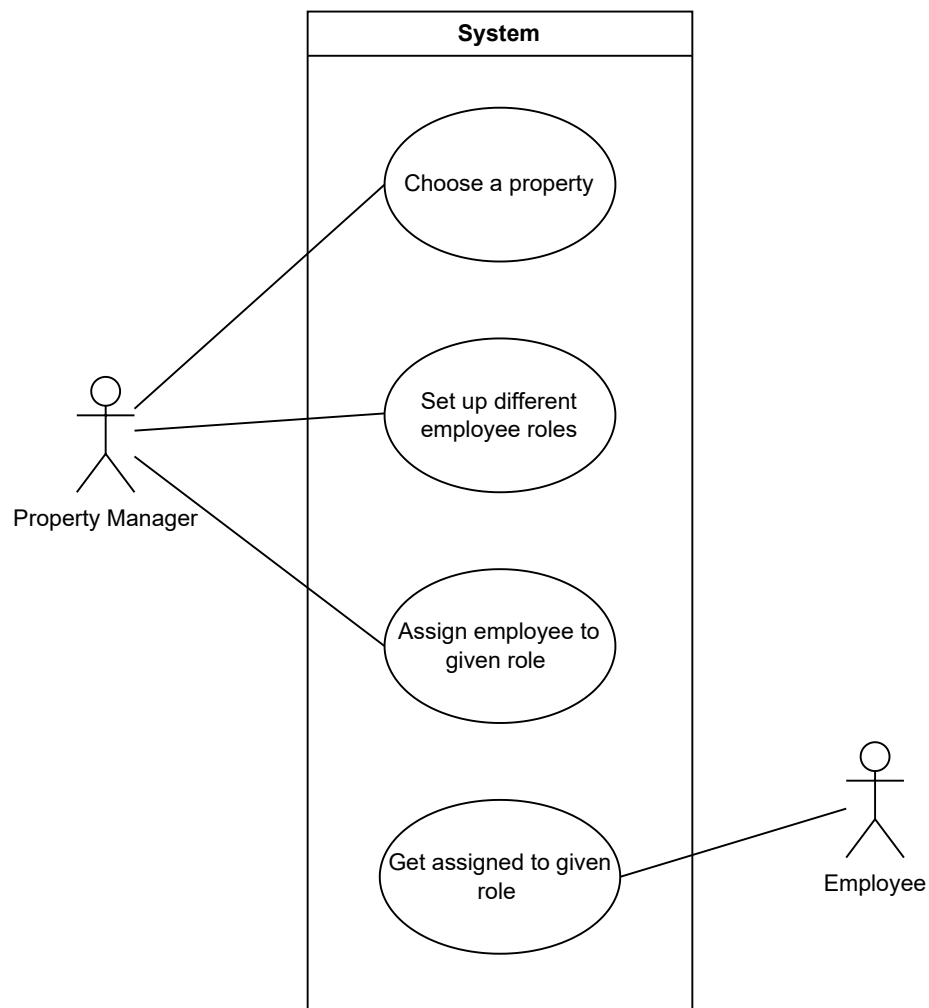 System
Choose a property
Set up different
employee roles
Property Manager
Assign employee to
given role
Get assigned to given
role
Employee